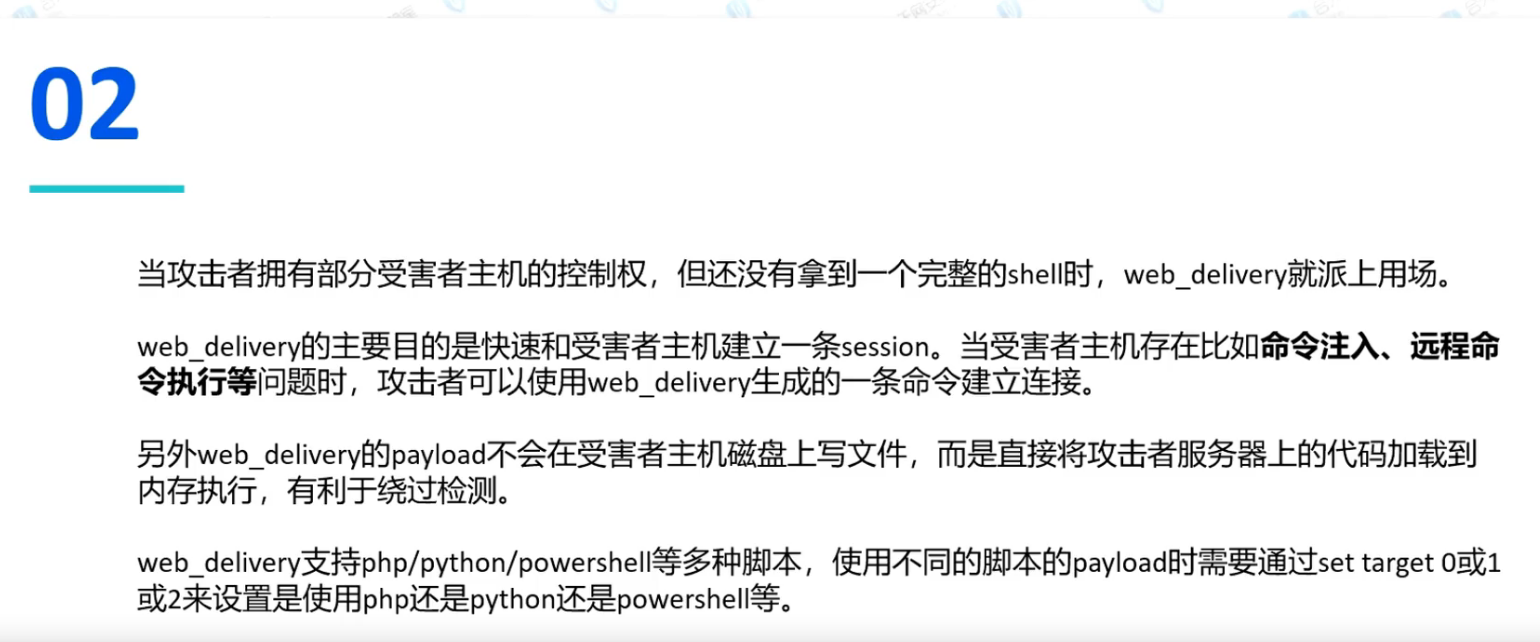 02
当攻击者拥有部分受害者主机的控制权，但还没有拿到一个完整的shell时，web_delivery就派上用场。
web_delivery的主要目的是快速和受害者主机建立一条session。当受害者主机存在比如命令注入、远程命
令执行等问题时，攻击者可以使用web_delivery生成的一条命令建立连接。
另外web_delivery的payload不会在受害者主机磁盘上写文件，而是直接将攻击者服务器上的代码加载到
内存执行，有利于绕过检测。
web_delivery支持php/python/powershell等多种脚本，使用不同的脚本的payload时需要通过set target 0或1
或2来设置是使用php还是python还是powershell等。